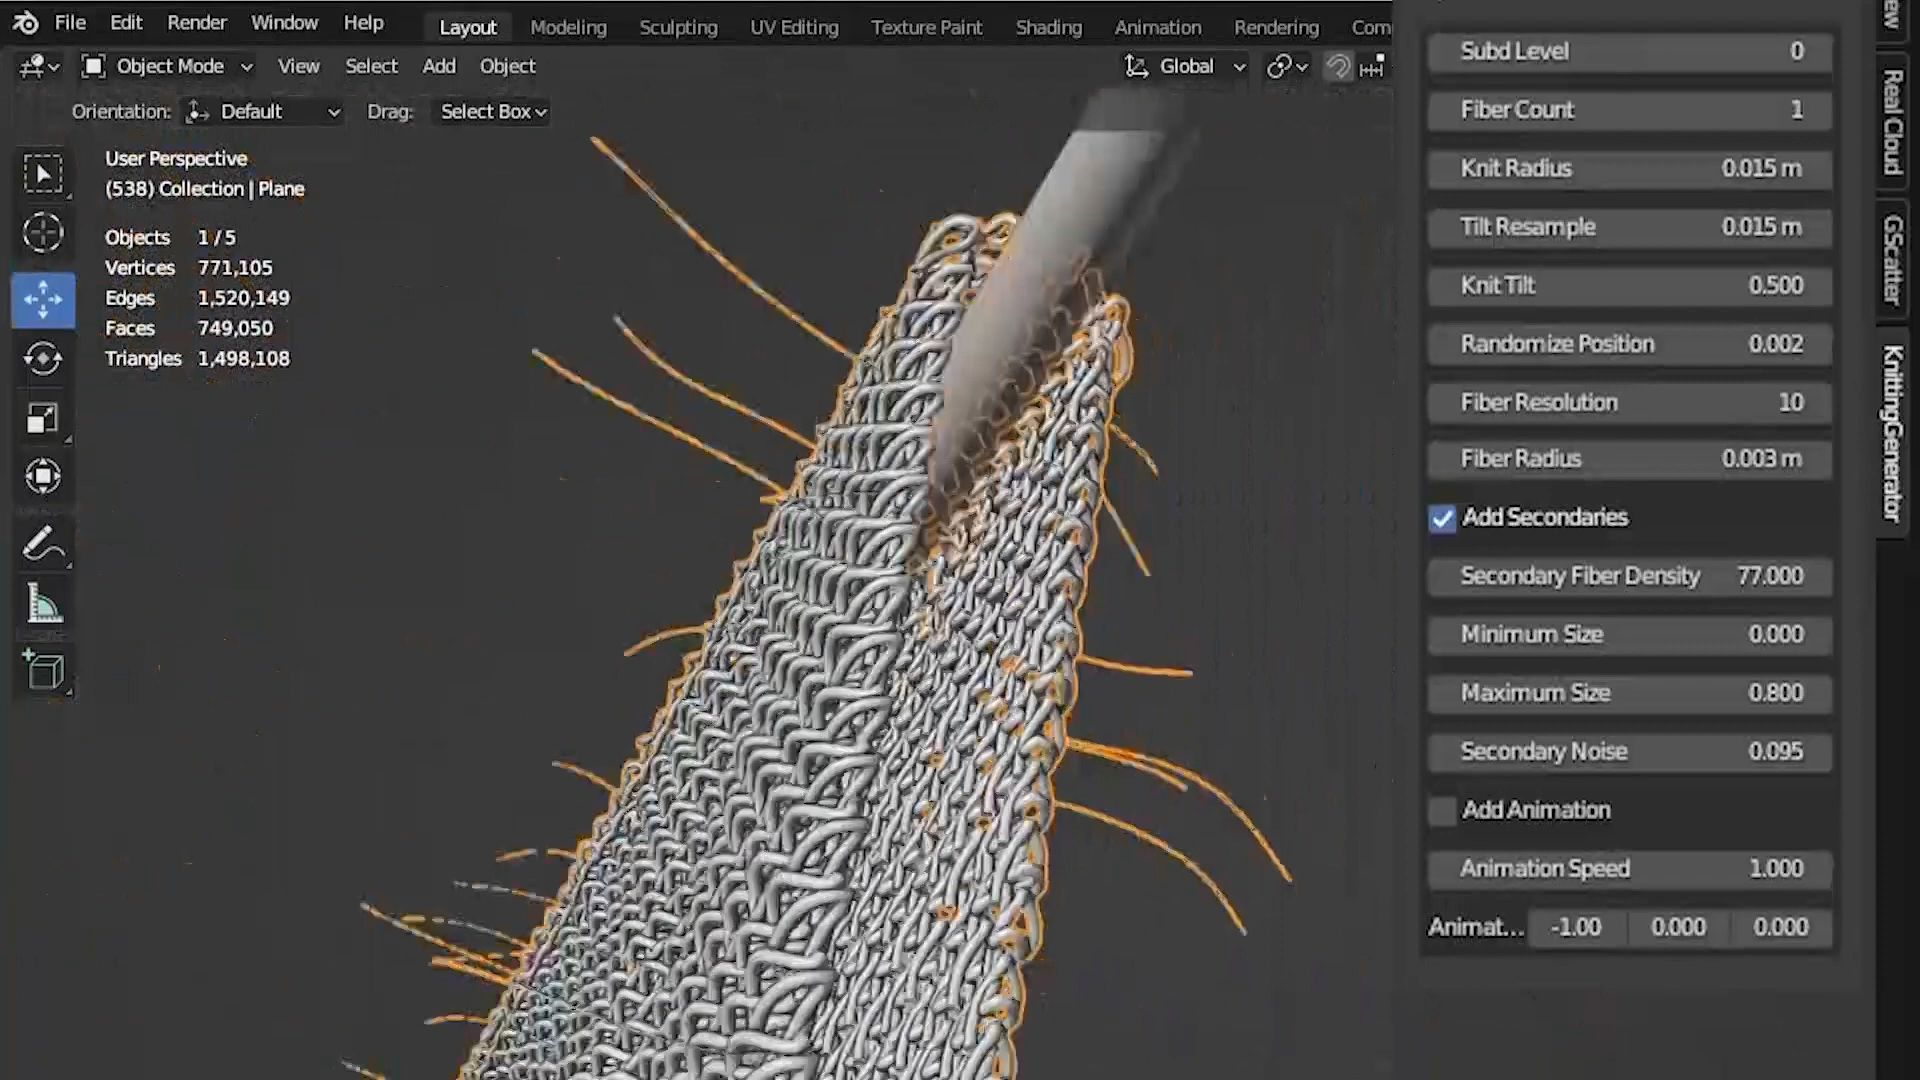 File Edit Render Window Help Layout Modeling Sculpting UV Editing Texture Paint Shading Animation Rendering Com
Object Mode View Select Add Object Global
Orientation: Default Drag: Select Box
User Perspective
(538) Collection | Plane
Objects 1 / 5
Vertices 771,105
Edges 1,520,149
Faces 749,050
Triangles 1,498,108
Subd Level 0
Fiber Count 1
Knit Radius 0.015 m
Tilt Resample 0.015 m
Knit Tilt 0.500
Randomize Position 0.002
Fiber Resolution 10
Fiber Radius 0.003 m
Add Secondaries
Secondary Fiber Density 77.000
Minimum Size 0.000
Maximum Size 0.800
Secondary Noise 0.095
Add Animation
Animation Speed 1.000
Animat... -1.00 0.000 0.000
ew
Real Cloud
GScatter
KnittingGenerator